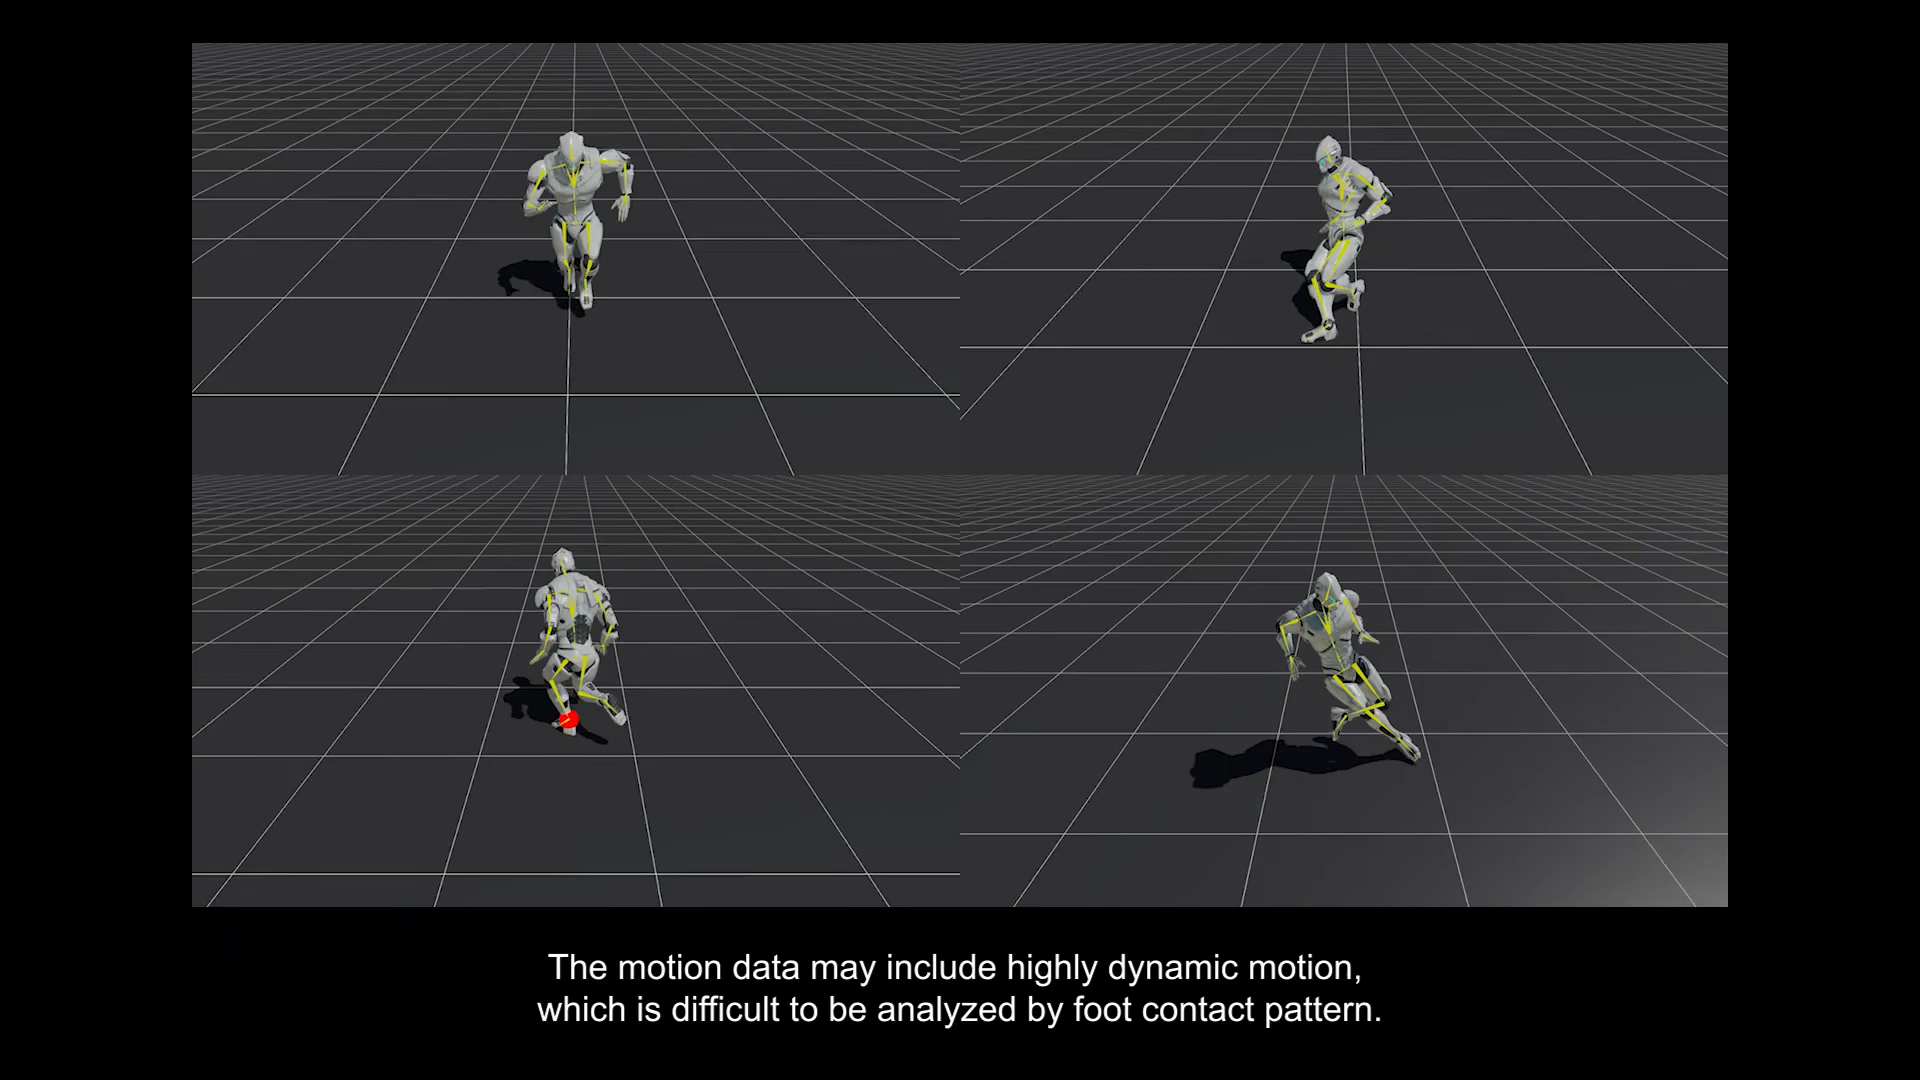 The motion data may include highly dynamic motion,
which is difficult to be analyzed by foot contact pattern.